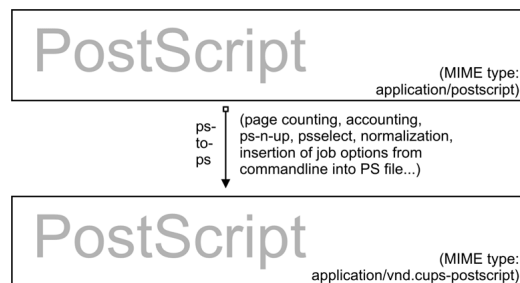 PostScript
(MIME type:
application/postscript)
ps-
to-
ps
(page counting, accounting,
ps-n-up, psselect, normalization,
insertion of job options from
commandline into PS file...)
PostScript
(MIME type:
application/vnd.cups-postscript)